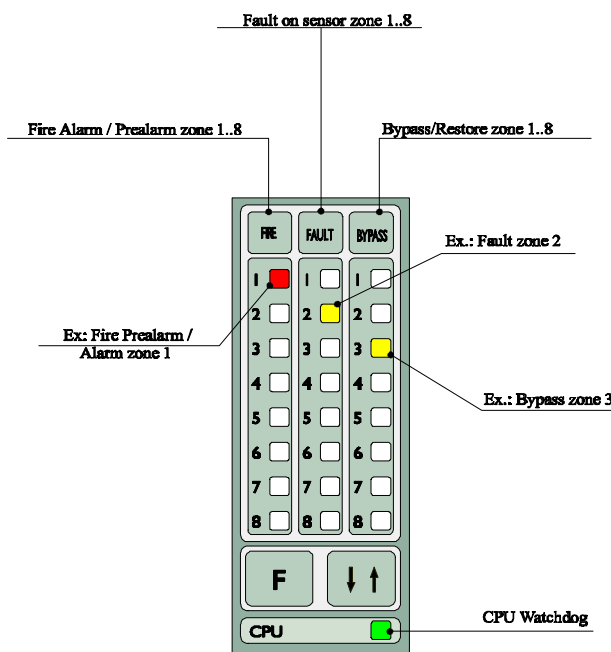 Fault on sensor zone 1..8
Fire Alarm / Prealarm zone 1..8
Bypass/Restore zone 1..8
FIRE FAULT BYPASS
Ex.: Fault zone 2
1 1 1
2 2 2
Ex: Fire Prealarm /
Alarm zone 1
3 3 3
4 4 4
Ex.: Bypass zone 3
5 5 5
6 6 6
7 7 7
8 8 8
F
CPU Watchdog
CPU